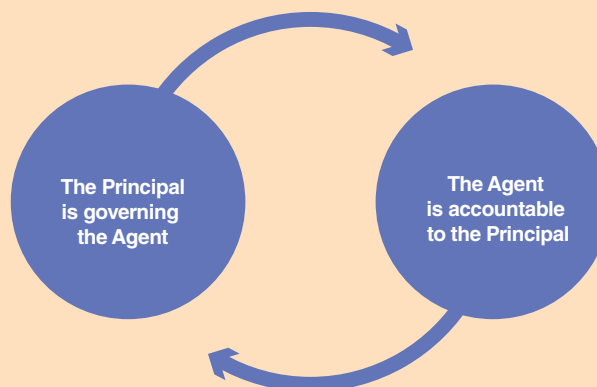 The Principal
is governing
the Agent
The Agent
is accountable
to the Principal